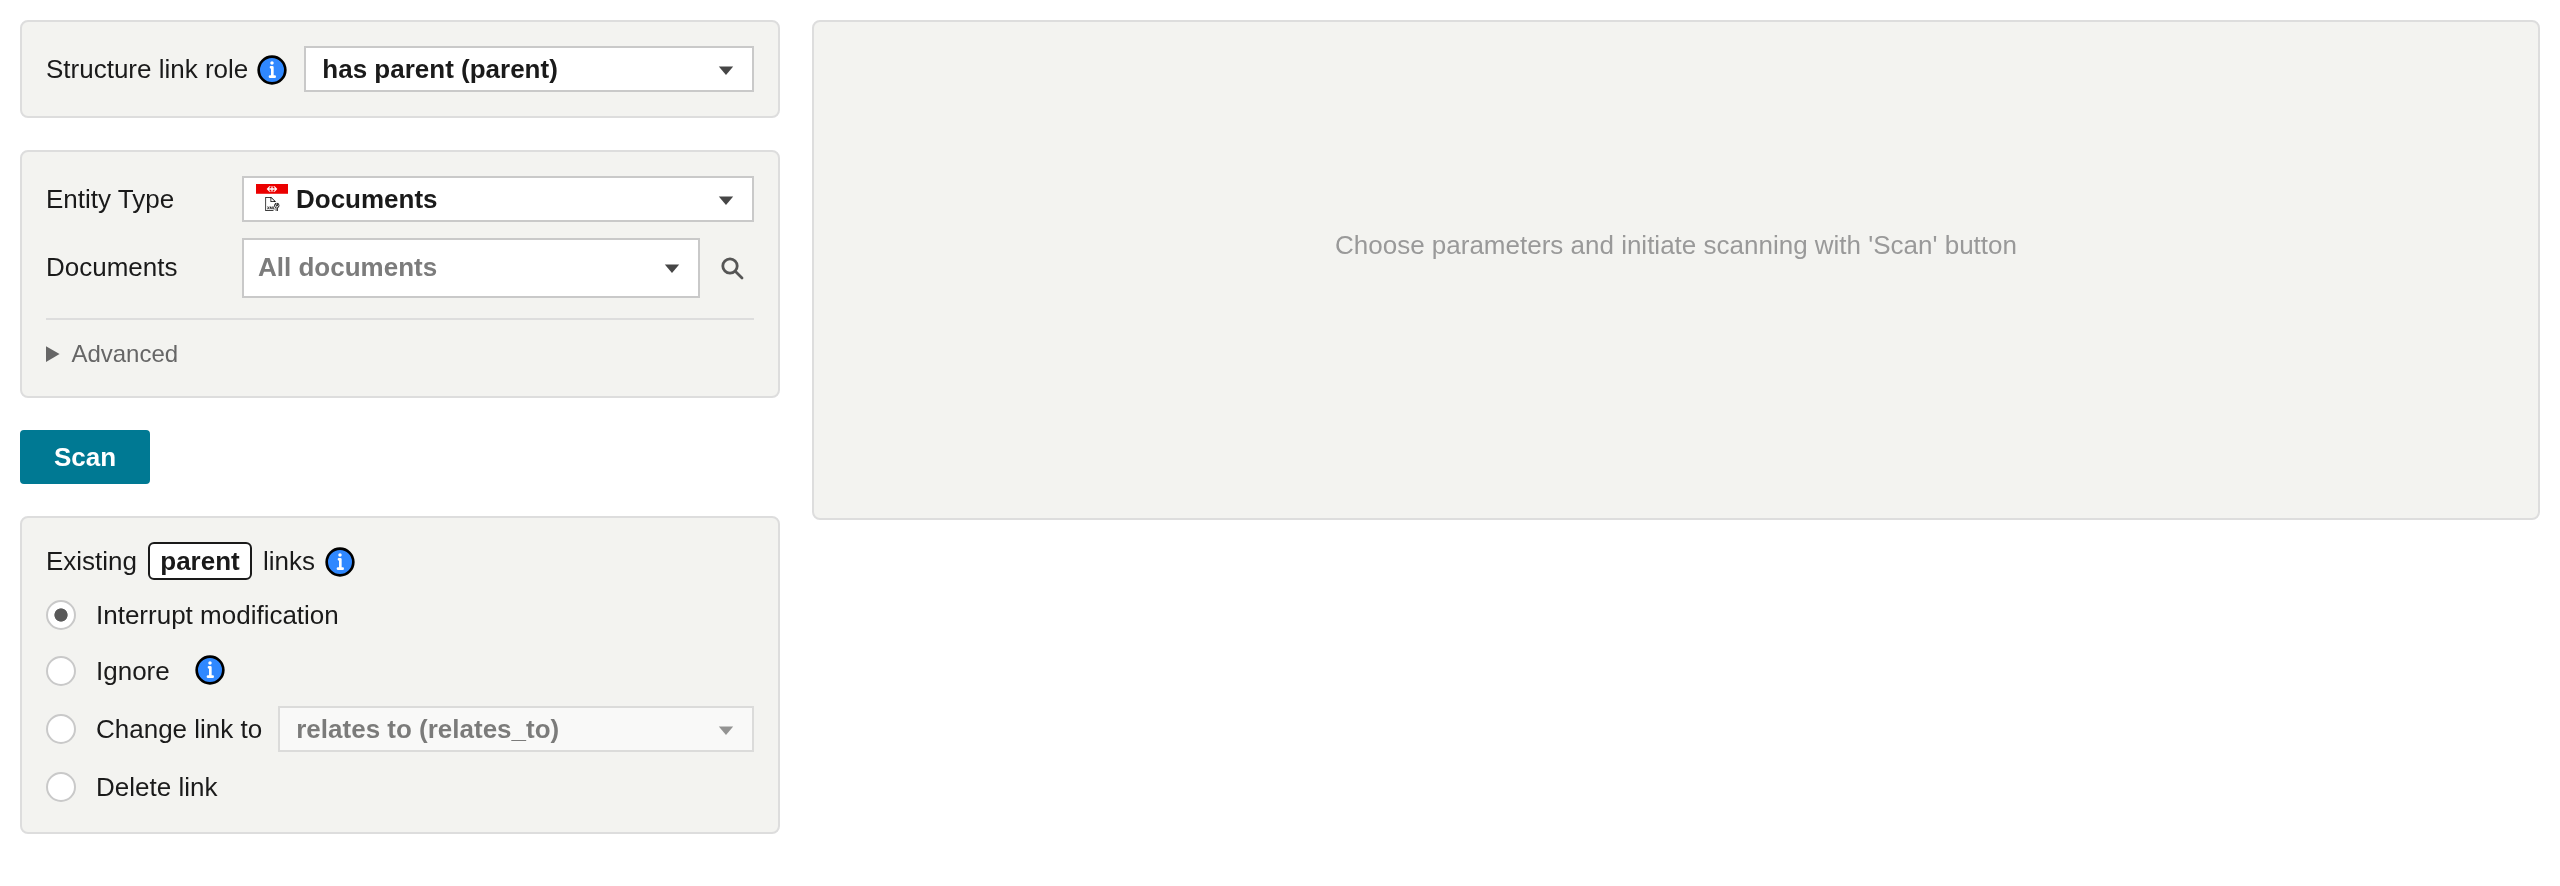 Structure link role has parent (parent)
Entity Type Documents
Documents All documents
Advanced
Scan
Existing parent links
Interrupt modification
Ignore
Change link to relates to (relates_to)
Delete link
Choose parameters and initiate scanning with 'Scan' button